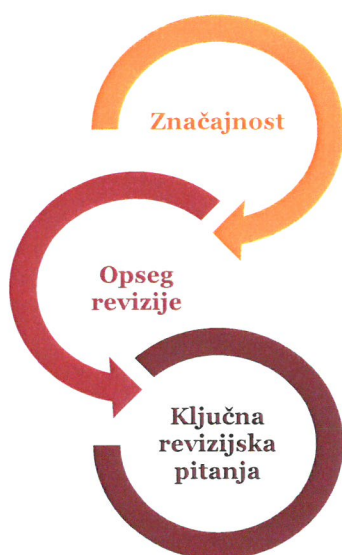 Značajnost
Opseg
revizije
Ključna
revizijska
pitanja